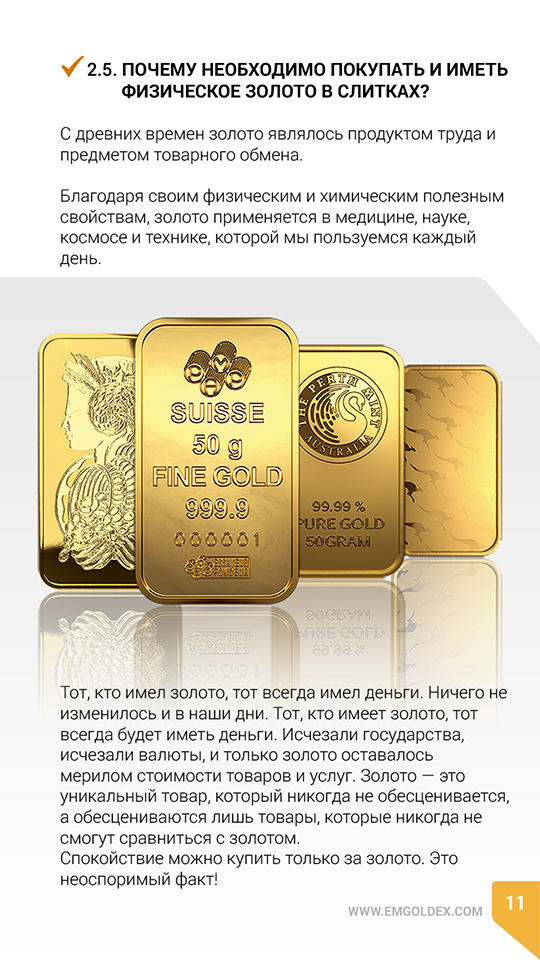 2.5. ПОЧЕМУ НЕОБХОДИМО ПОКУПАТЬ И ИМЕТЬ
ФИЗИЧЕСКОЕ ЗОЛОТО В СЛИТКАХ?
С древних времен золото являлось продуктом труда и
предметом товарного обмена.
Благодаря своим физическим и химическим полезным
свойствам, золото применяется в медицине, науке,
космосе и технике, которой мы пользуемся каждый
день.
PAMP
SUISSE
50 g
FINE GOLD
999.9
000001
ESSAYEUR
FONDEUR
THE PERTH MINT
AUSTRALIA
99.99 %
PURE GOLD
50GRAM
Тот, кто имел золото, тот всегда имел деньги. Ничего не
изменилось и в наши дни. Тот, кто имеет золото, тот
всегда будет иметь деньги. Исчезали государства,
исчезали валюты, и только золото оставалось
мерилом стоимости товаров и услуг. Золото — это
уникальный товар, который никогда не обесценивается,
а обесцениваются лишь товары, которые никогда не
смогут сравниться с золотом.
Спокойствие можно купить только за золото. Это
неоспоримый факт!
WWW.EMGOLDEX.COM
11